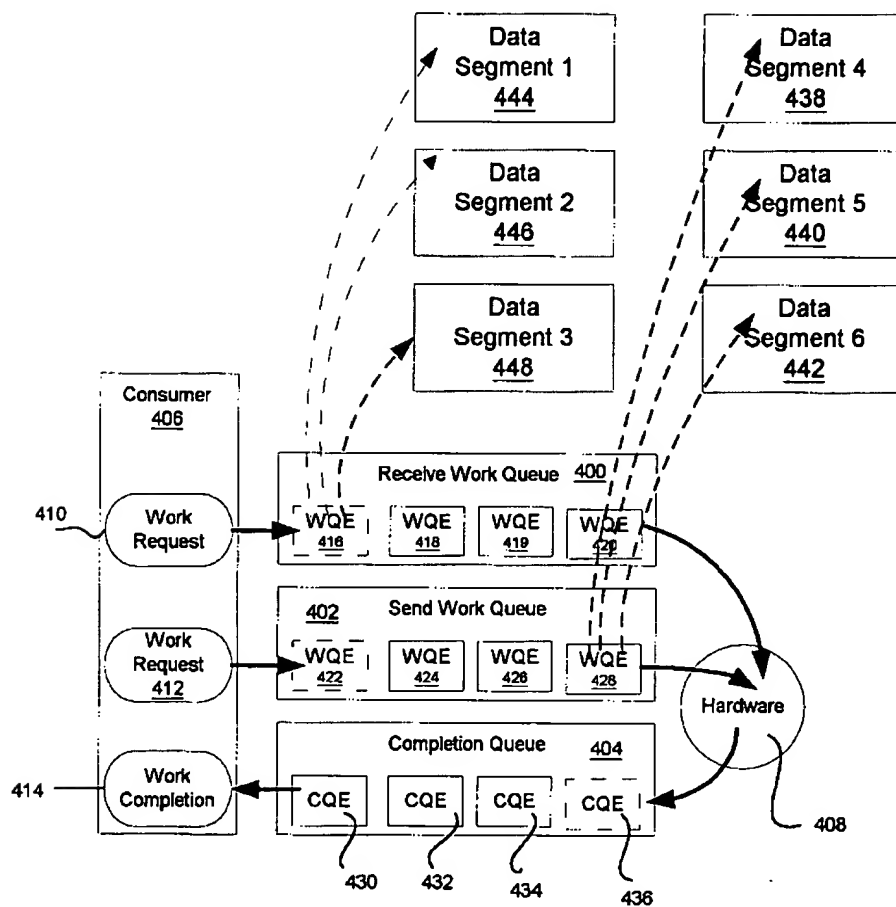 Data
Segment 1
444
Data
Segment 4
438
Data
Segment 2
446
Data
Segment 5
440
Data
Segment 3
448
Data
Segment 6
442
Consumer
406
410
Work
Request
Work
Request
412
414
Work
Completion
Receive Work Queue 400
WQE
416
WQE
418
WQE
419
WQE
420
402 Send Work Queue
WQE
422
WQE
424
WQE
426
WQE
428
Completion Queue 404
CQE
CQE
CQE
CQE
430
432
434
436
Hardware
408